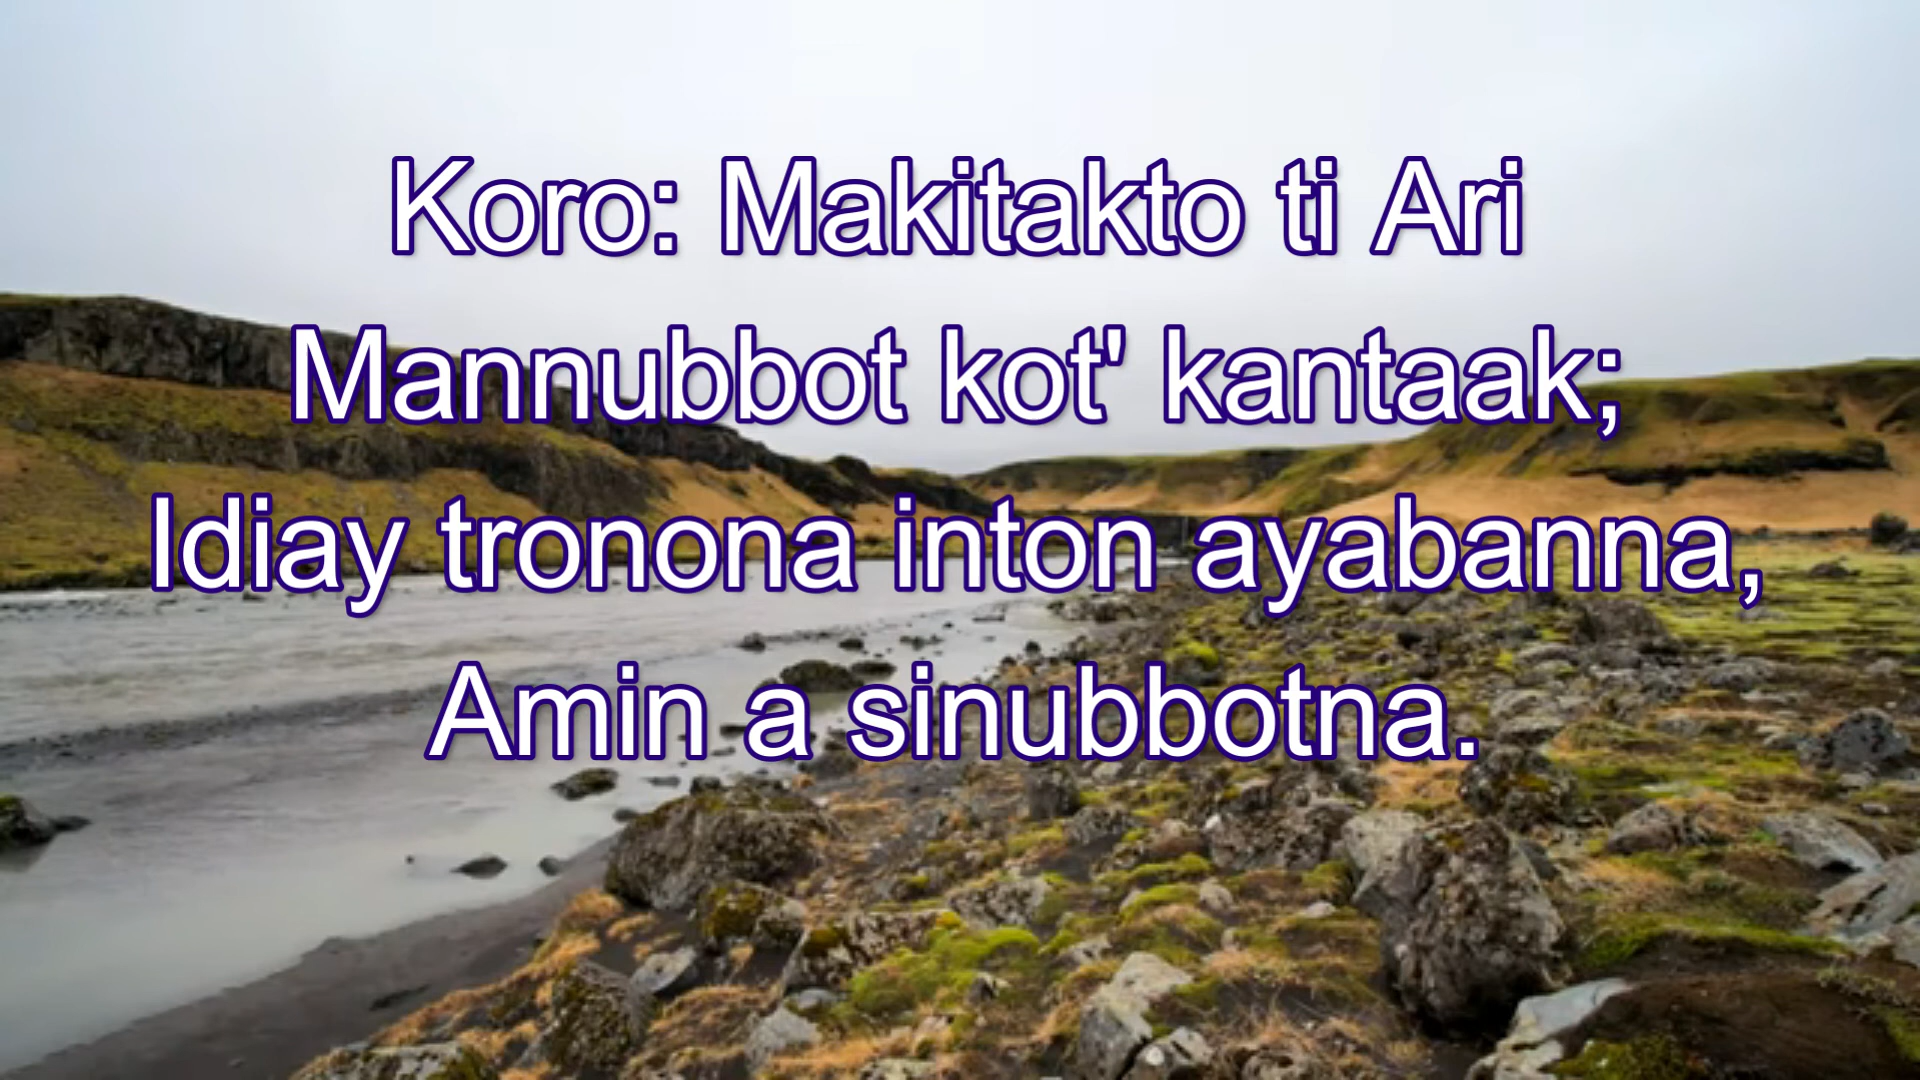 Koro: Makitakto ti Ari
Mannubbot kot' kantaak;
Idiay tronona inton ayabanna,
Amin a sinubbotna.